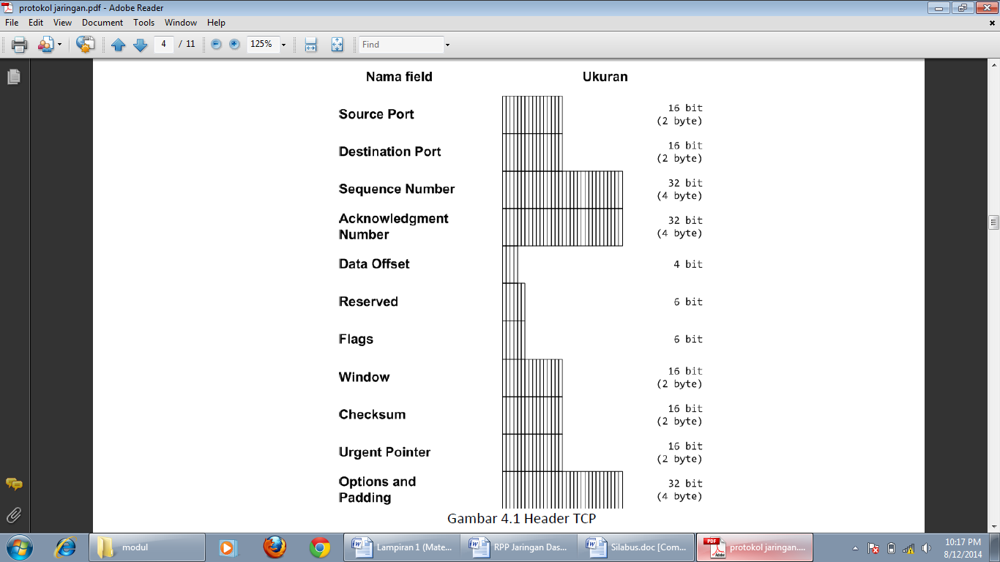 protokol jaringan.pdf - Adobe Reader
File Edit View Document Tools Window Help
4 / 11 125% Find
Nama field Ukuran
Source Port 16 bit
(2 byte)
Destination Port 16 bit
(2 byte)
Sequence Number 32 bit
(4 byte)
Acknowledgment
Number
32 bit
(4 byte)
Data Offset 4 bit
Reserved 6 bit
Flags 6 bit
Window 16 bit
(2 byte)
Checksum 16 bit
(2 byte)
Urgent Pointer 16 bit
(2 byte)
Options and
Padding
32 bit
(4 byte)
Gambar 4.1 Header TCP
modul Lampiran 1 (Mate... RPP Jaringan Das... Silabus.doc [Com... protokol jaringan.... 10:17 PM
8/12/2014